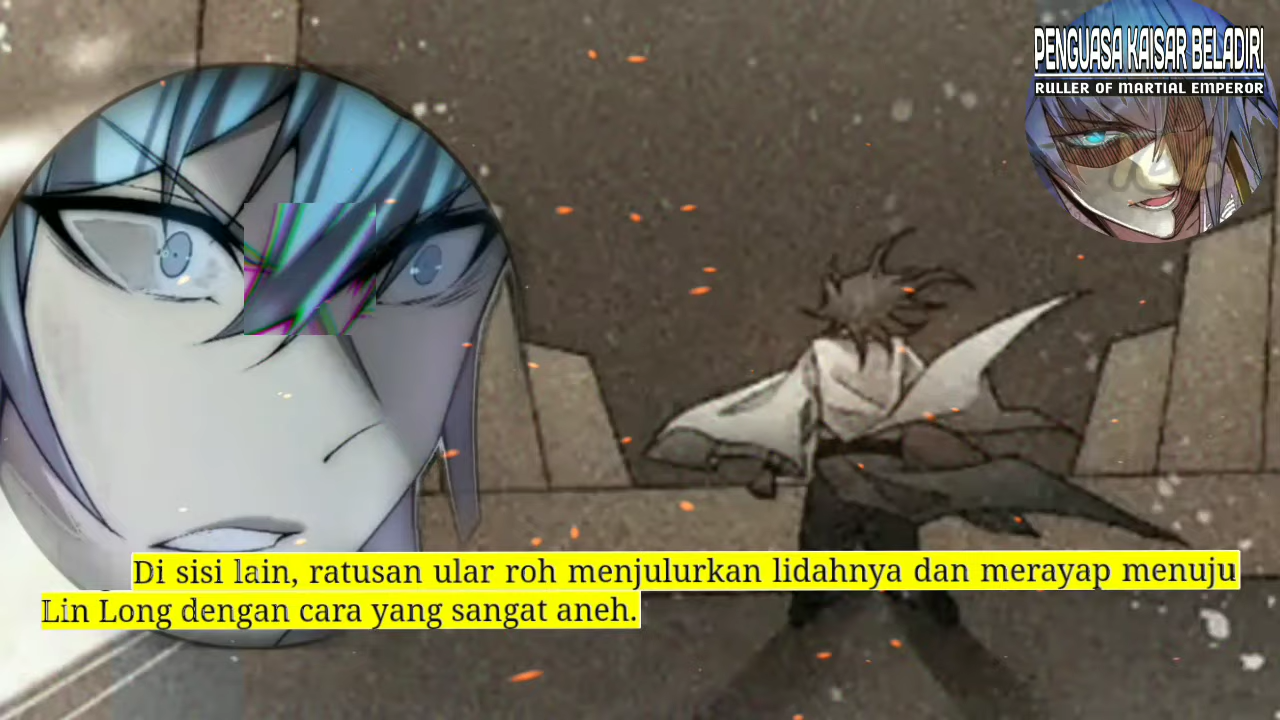 PENGUASA KAISAR BELADIRI
RULLER OF MARTIAL EMPEROR
Di sisi lain, ratusan ular roh menjulurkan lidahnya dan merayap menuju
Lin Long dengan cara yang sangat aneh.